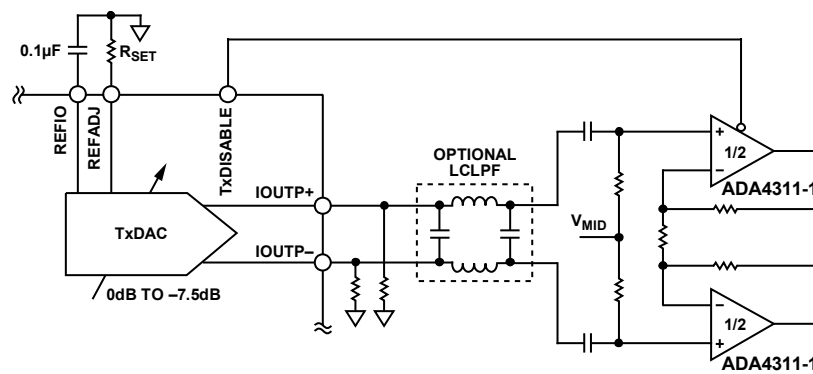 0.1µF
RSET
REFIO
REFADJ
TxDISABLE
TxDAC
IOUTP+
IOUTP–
0dB TO –7.5dB
OPTIONAL
LCLPF
VMID
+
1/2
–
ADA4311-1
–
1/2
+
ADA4311-1